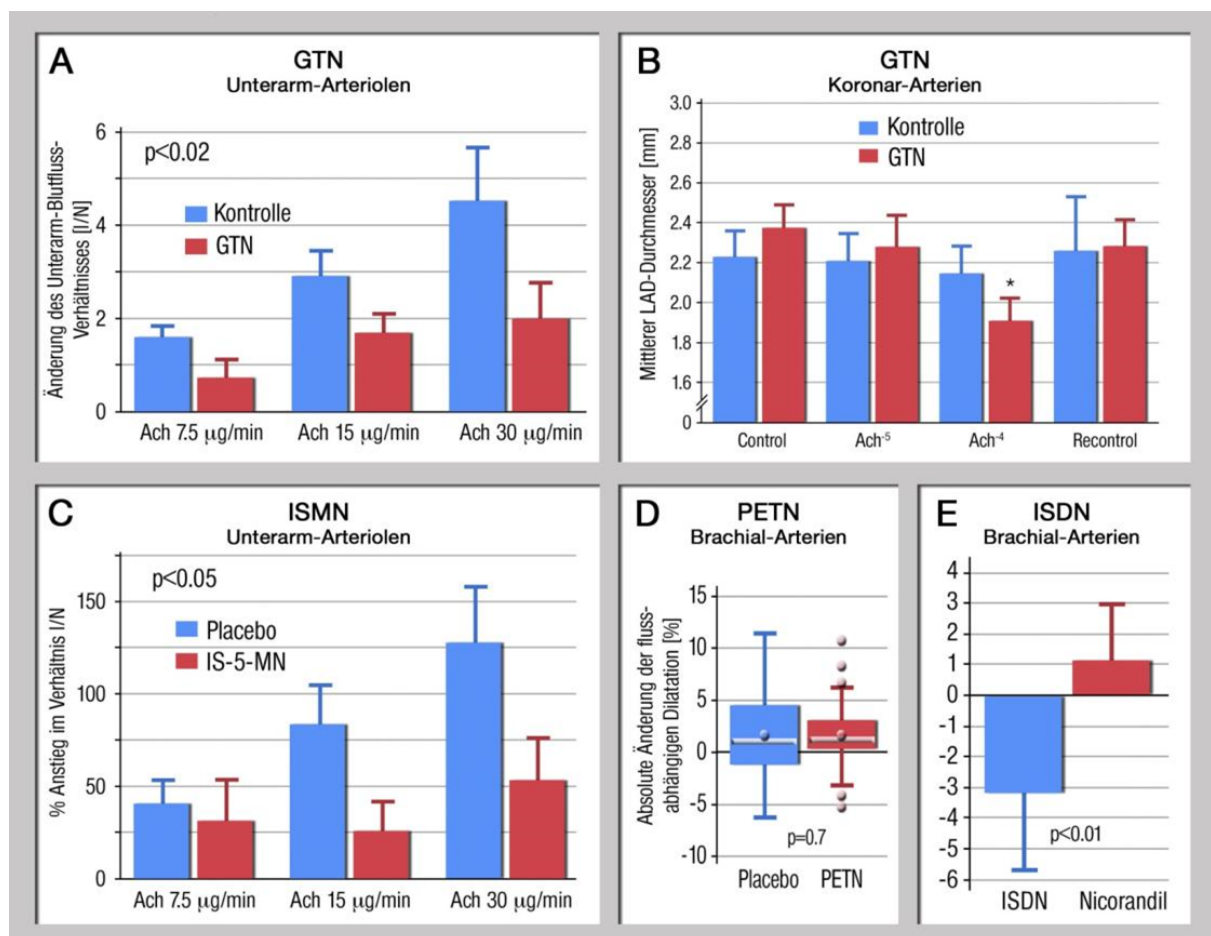 A
GTN
Unterarm-Arteriolen
Änderung des Unterarm-Blutfluss-
Verhältnisses [I/N]
6
4
2
0
p<0.02
Kontrolle
GTN
Ach 7.5 µg/min
Ach 15 µg/min
Ach 30 µg/min
B
GTN
Koronar-Arterien
Mittlerer LAD-Durchmesser [mm]
3.0
2.8
2.6
2.4
2.2
2.0
1.8
1.6
0
Kontrolle
GTN
*
Control
Ach-5
Ach-4
Recontrol
C
ISMN
Unterarm-Arteriolen
% Anstieg im Verhältnis I/N
150
100
50
0
p<0.05
Placebo
IS-5-MN
Ach 7.5 µg/min
Ach 15 µg/min
Ach 30 µg/min
D
PETN
Brachial-Arterien
Absolute Änderung der fluss-
abhängigen Dilatation [%]
15
10
5
0
-5
-10
p=0.7
Placebo
PETN
E
ISDN
Brachial-Arterien
4
3
2
1
0
-1
-2
-3
-4
-5
-6
p<0.01
ISDN
Nicorandil